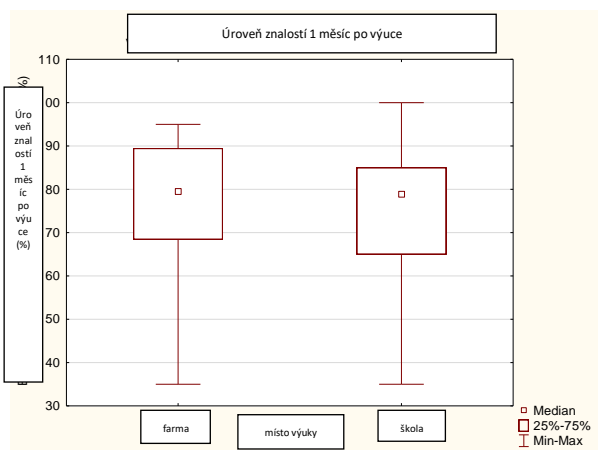 Úroveň znalostí 1 měsíc po výuce
110
%)
00
90
80
70
60
50
40
30
Úro
veň
znal
ostí
1
měs
íc
po
výu
ce
(%)
farma
místo výuky
škola
Median
25%-75%
Min-Max